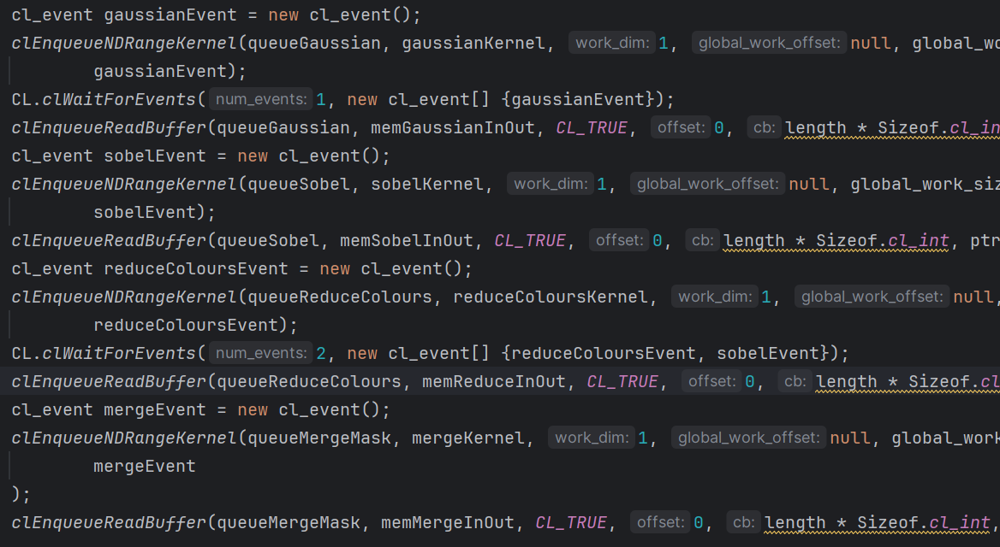 cl_event gaussianEvent = new cl_event();
clEnqueueNDRangeKernel(queueGaussian, gaussianKernel, work_dim: 1, global_work_offset: null,
gaussianEvent);
CL.clWaitForEvents( num_events: 1, new cl_event[] {gaussianEvent});
clEnqueueReadBuffer(queueGaussian, memGaussianInOut, CL_TRUE, offset: 0, cb: length * Sizeof.cl_in
cl_event sobelEvent = new cl_event();
clEnqueueNDRangeKernel(queueSobel, sobelKernel, work_dim: 1, global_work_offset: null, global_work_siz
sobelEvent);
clEnqueueReadBuffer(queueSobel, memSobelInOut, CL_TRUE, offset: 0, cb: length * Sizeof.cl_int, ptr
cl_event reduceColoursEvent = new cl_event();
clEnqueueNDRangeKernel(queueReduceColours, reduceColoursKernel, work_dim: 1, global_work_offset: null,
reduceColoursEvent);
CL.clWaitForEvents( num_events: 2, new cl_event[] {reduceColoursEvent, sobelEvent});
clEnqueueReadBuffer(queueReduceColours, memReduceInOut, CL_TRUE, offset: 0, cb: length * Sizeof.cl
cl_event mergeEvent = new cl_event();
clEnqueueNDRangeKernel(queueMergeMask, mergeKernel, work_dim: 1, global_work_offset: null, global_work
mergeEvent
);
clEnqueueReadBuffer(queueMergeMask, memMergeInOut, CL_TRUE, offset: 0, cb: length * Sizeof.cl_int,